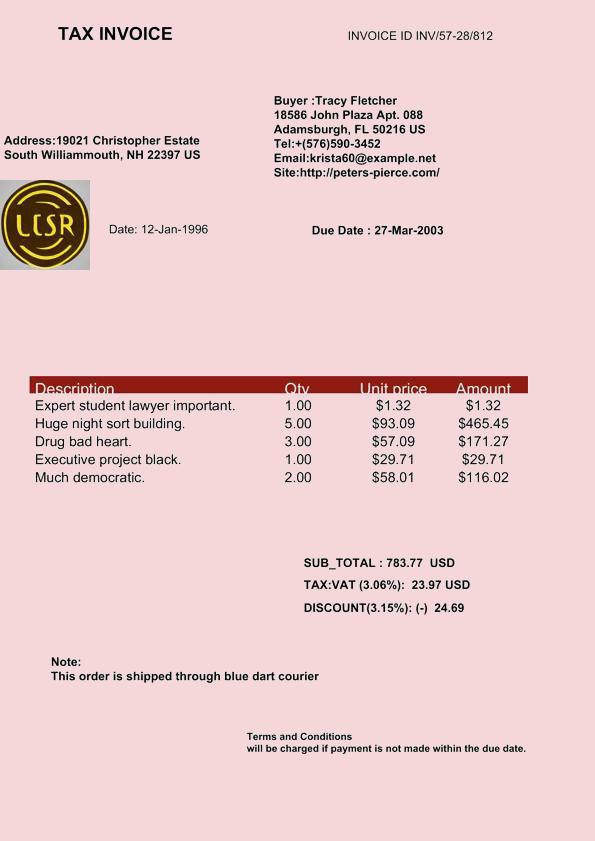 TAX INVOICE
INVOICE ID INV/57-28/812
Buyer :Tracy Fletcher
18586 John Plaza Apt. 088
Adamsburgh, FL 50216 US
Tel:+(576)590-3452
Email:krista60@example.net
Site:http://peters-pierce.com/
Address:19021 Christopher Estate
South Williammouth, NH 22397 US
Date: 12-Jan-1996
Due Date : 27-Mar-2003
Description Qty Unit price Amount
Expert student lawyer important. 1.00 $1.32 $1.32
Huge night sort building. 5.00 $93.09 $465.45
Drug bad heart. 3.00 $57.09 $171.27
Executive project black. 1.00 $29.71 $29.71
Much democratic. 2.00 $58.01 $116.02
SUB_TOTAL : 783.77 USD
TAX:VAT (3.06%): 23.97 USD
DISCOUNT(3.15%): (-) 24.69
Note:
This order is shipped through blue dart courier
Terms and Conditions
will be charged if payment is not made within the due date.